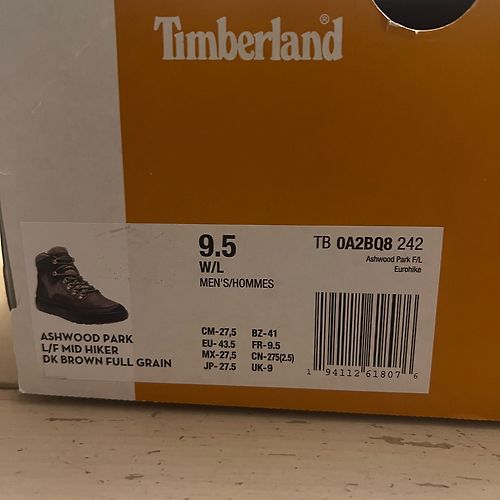 Timberland®
9.5
W/L
MEN'S/HOMMES
TB 0A2BQ8 242
Ashwood Park F/L
Eurohike
ASHWOOD PARK
L/F MID HIKER
DK BROWN FULL GRAIN
CM-27,5 BZ-41
EU-43.5 FR-9.5
MX-27,5 CN-275(2.5)
JP-27.5 UK-9
1 94112 61807 6